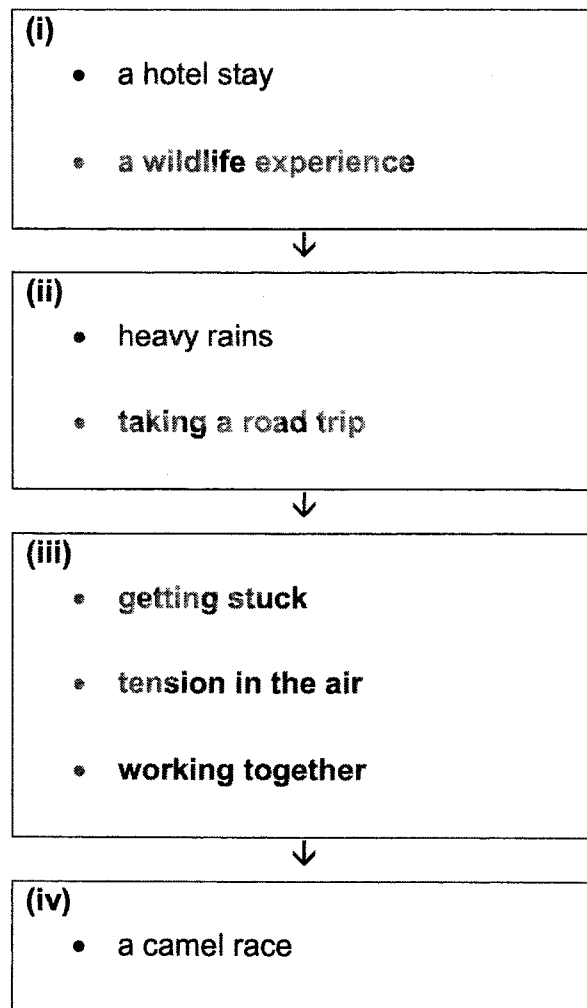 (i)
• a hotel stay
• a wildlife experience
↓
(ii)
• heavy rains
• taking a road trip
↓
(iii)
• getting stuck
• tension in the air
• working together
↓
(iv)
• a camel race